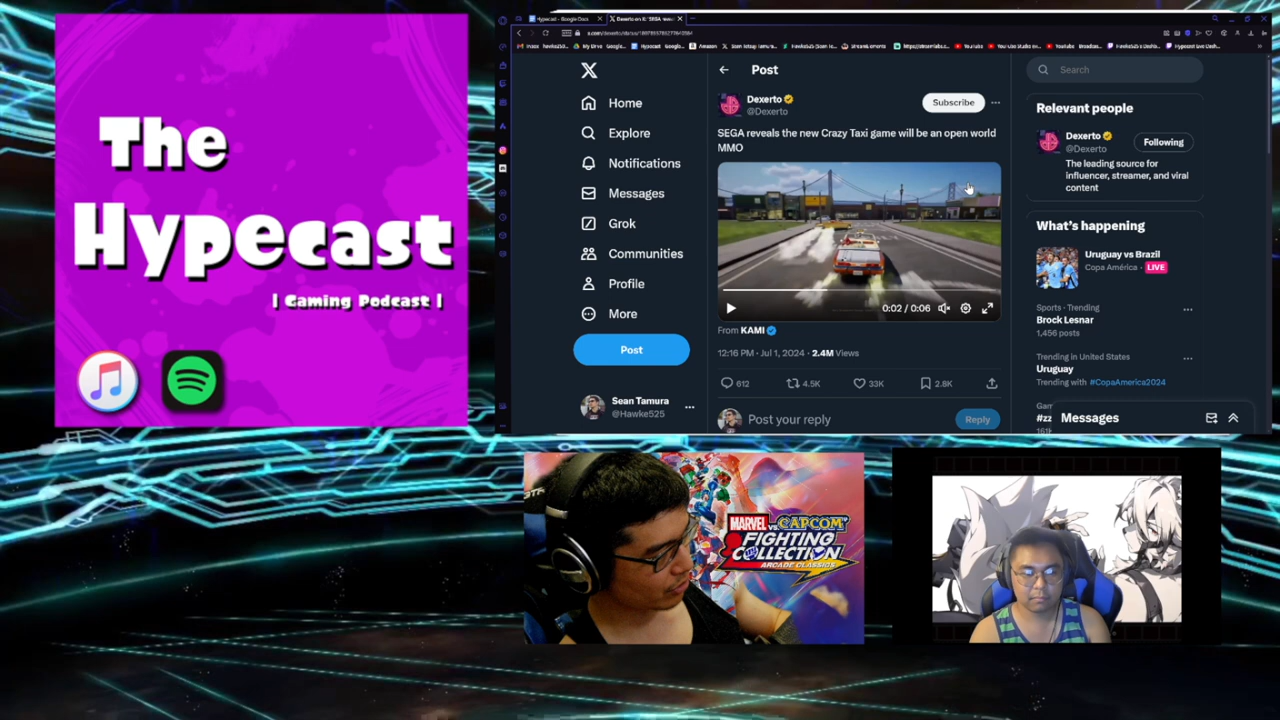 The
Hypecast
| Gaming Podcast |
Hypecast - Google Docs
Post
Search
Home
Explore
Notifications
Messages
Grok
Communities
Profile
More
Post
Sean Tamura
@Hawke525
Dexerto
@Dexerto
Subscribe
SEGA reveals the new Crazy Taxi game will be an open world
MMO
0:02 / 0:06
From KAMI
12:16 PM · Jul 1, 2024 · 2.4M Views
612
4.5K
33K
2.8K
Post your reply
Reply
Relevant people
Dexerto
@Dexerto
Following
The leading source for
influencer, streamer, and viral
content
What's happening
Uruguay vs Brazil
Copa América · LIVE
Sports · Trending
Brock Lesnar
1,456 posts
Trending in United States
Uruguay
Trending with #CopaAmerica2024
Messages
MARVEL VS. CAPCOM
FIGHTING
COLLECTION
ARCADE CLASSICS